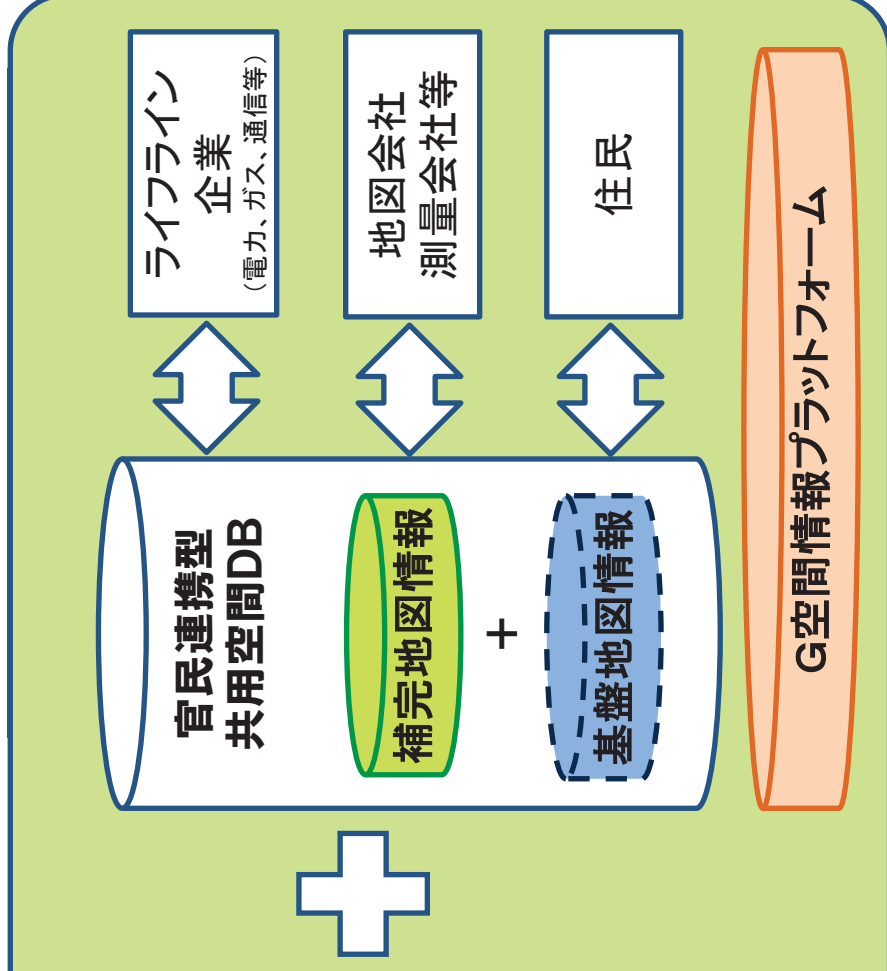 官民連携型
共用空間DB
補完地図情報
+
基盤地図情報
ライフライン
企業
(電力、ガス、通信等)
地図会社
測量会社等
住民
G空間情報プラットフォーム